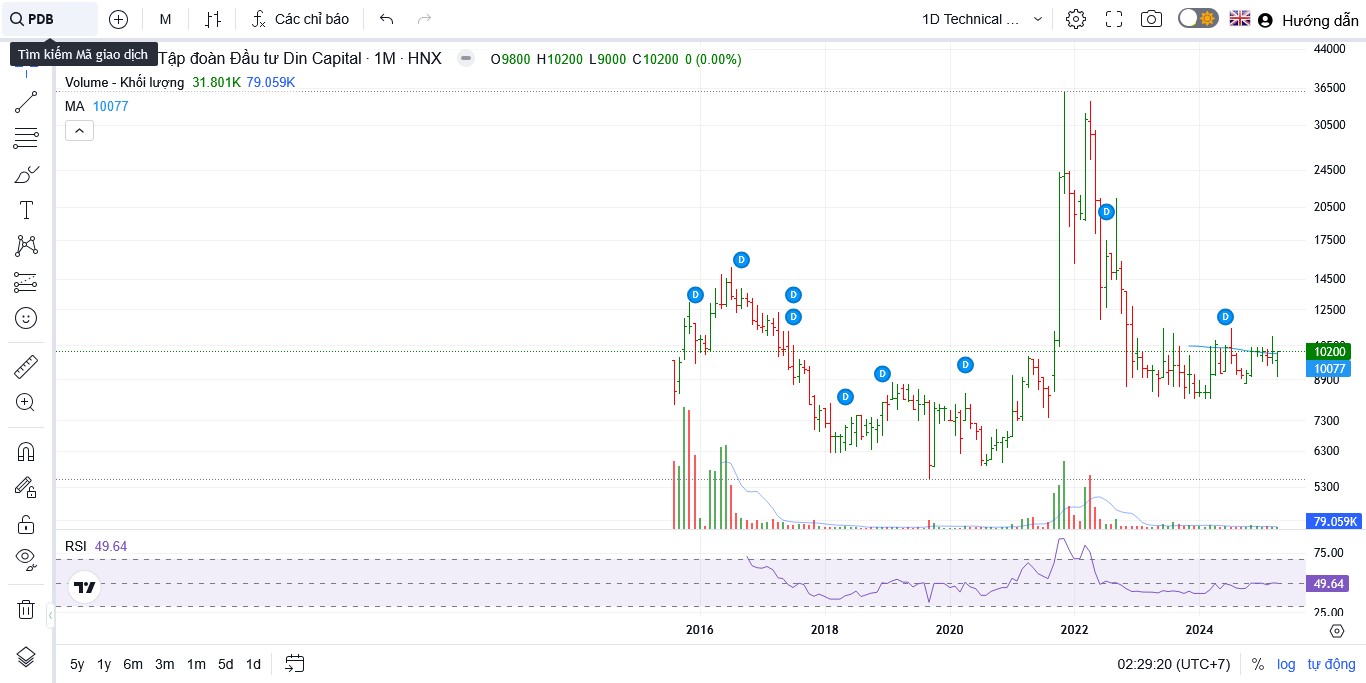 PDB
M
Các chỉ báo
1D Technical ...
Hướng dẫn
Tìm kiếm Mã giao dịch
Tập đoàn Đầu tư Din Capital · 1M · HNX
O9800 H10200 L9000 C10200 0 (0.00%)
Volume - Khối lượng 31.801K 79.059K
MA 10077
44000
36500
30500
24500
20500
17500
14500
12500
10200
10077
8900
7300
6300
5300
79.059K
D
D
D
D
D
D
D
D
D
RSI 49.64
75.00
49.64
25.00
2016
2018
2020
2022
2024
5y 1y 6m 3m 1m 5d 1d
02:29:20 (UTC+7)
% log tự động